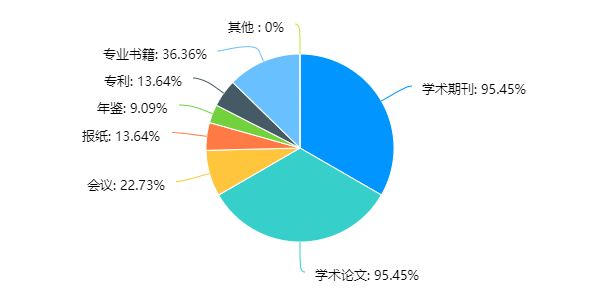 其他 : 0%
专业书籍: 36.36%
专利: 13.64%
学术期刊: 95.45%
年鉴: 9.09%
报纸: 13.64%
会议: 22.73%
学术论文: 95.45%